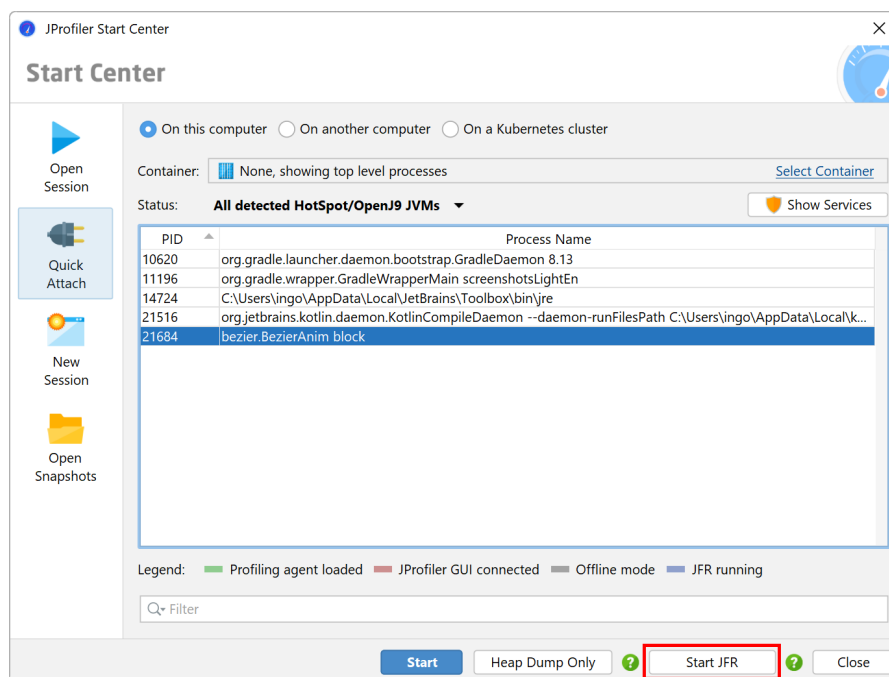 JProfiler Start Center
Start Center
Open
Session
Quick
Attach
New
Session
Open
Snapshots
On this computer On another computer On a Kubernetes cluster
Container: None, showing top level processes Select Container
Status: All detected HotSpot/OpenJ9 JVMs Show Services
PID Process Name
10620 org.gradle.launcher.daemon.bootstrap.GradleDaemon 8.13
11196 org.gradle.wrapper.GradleWrapperMain screenshotsLightEn
14724 C:\Users\ingo\AppData\Local\JetBrains\Toolbox\bin\jre
21516 org.jetbrains.kotlin.daemon.KotlinCompileDaemon --daemon-runFilesPath C:\Users\ingo\AppData\Local\k...
21684 bezier.BezierAnim block
Legend: Profiling agent loaded JProfiler GUI connected Offline mode JFR running
Filter
Start Heap Dump Only ? Start JFR ? Close